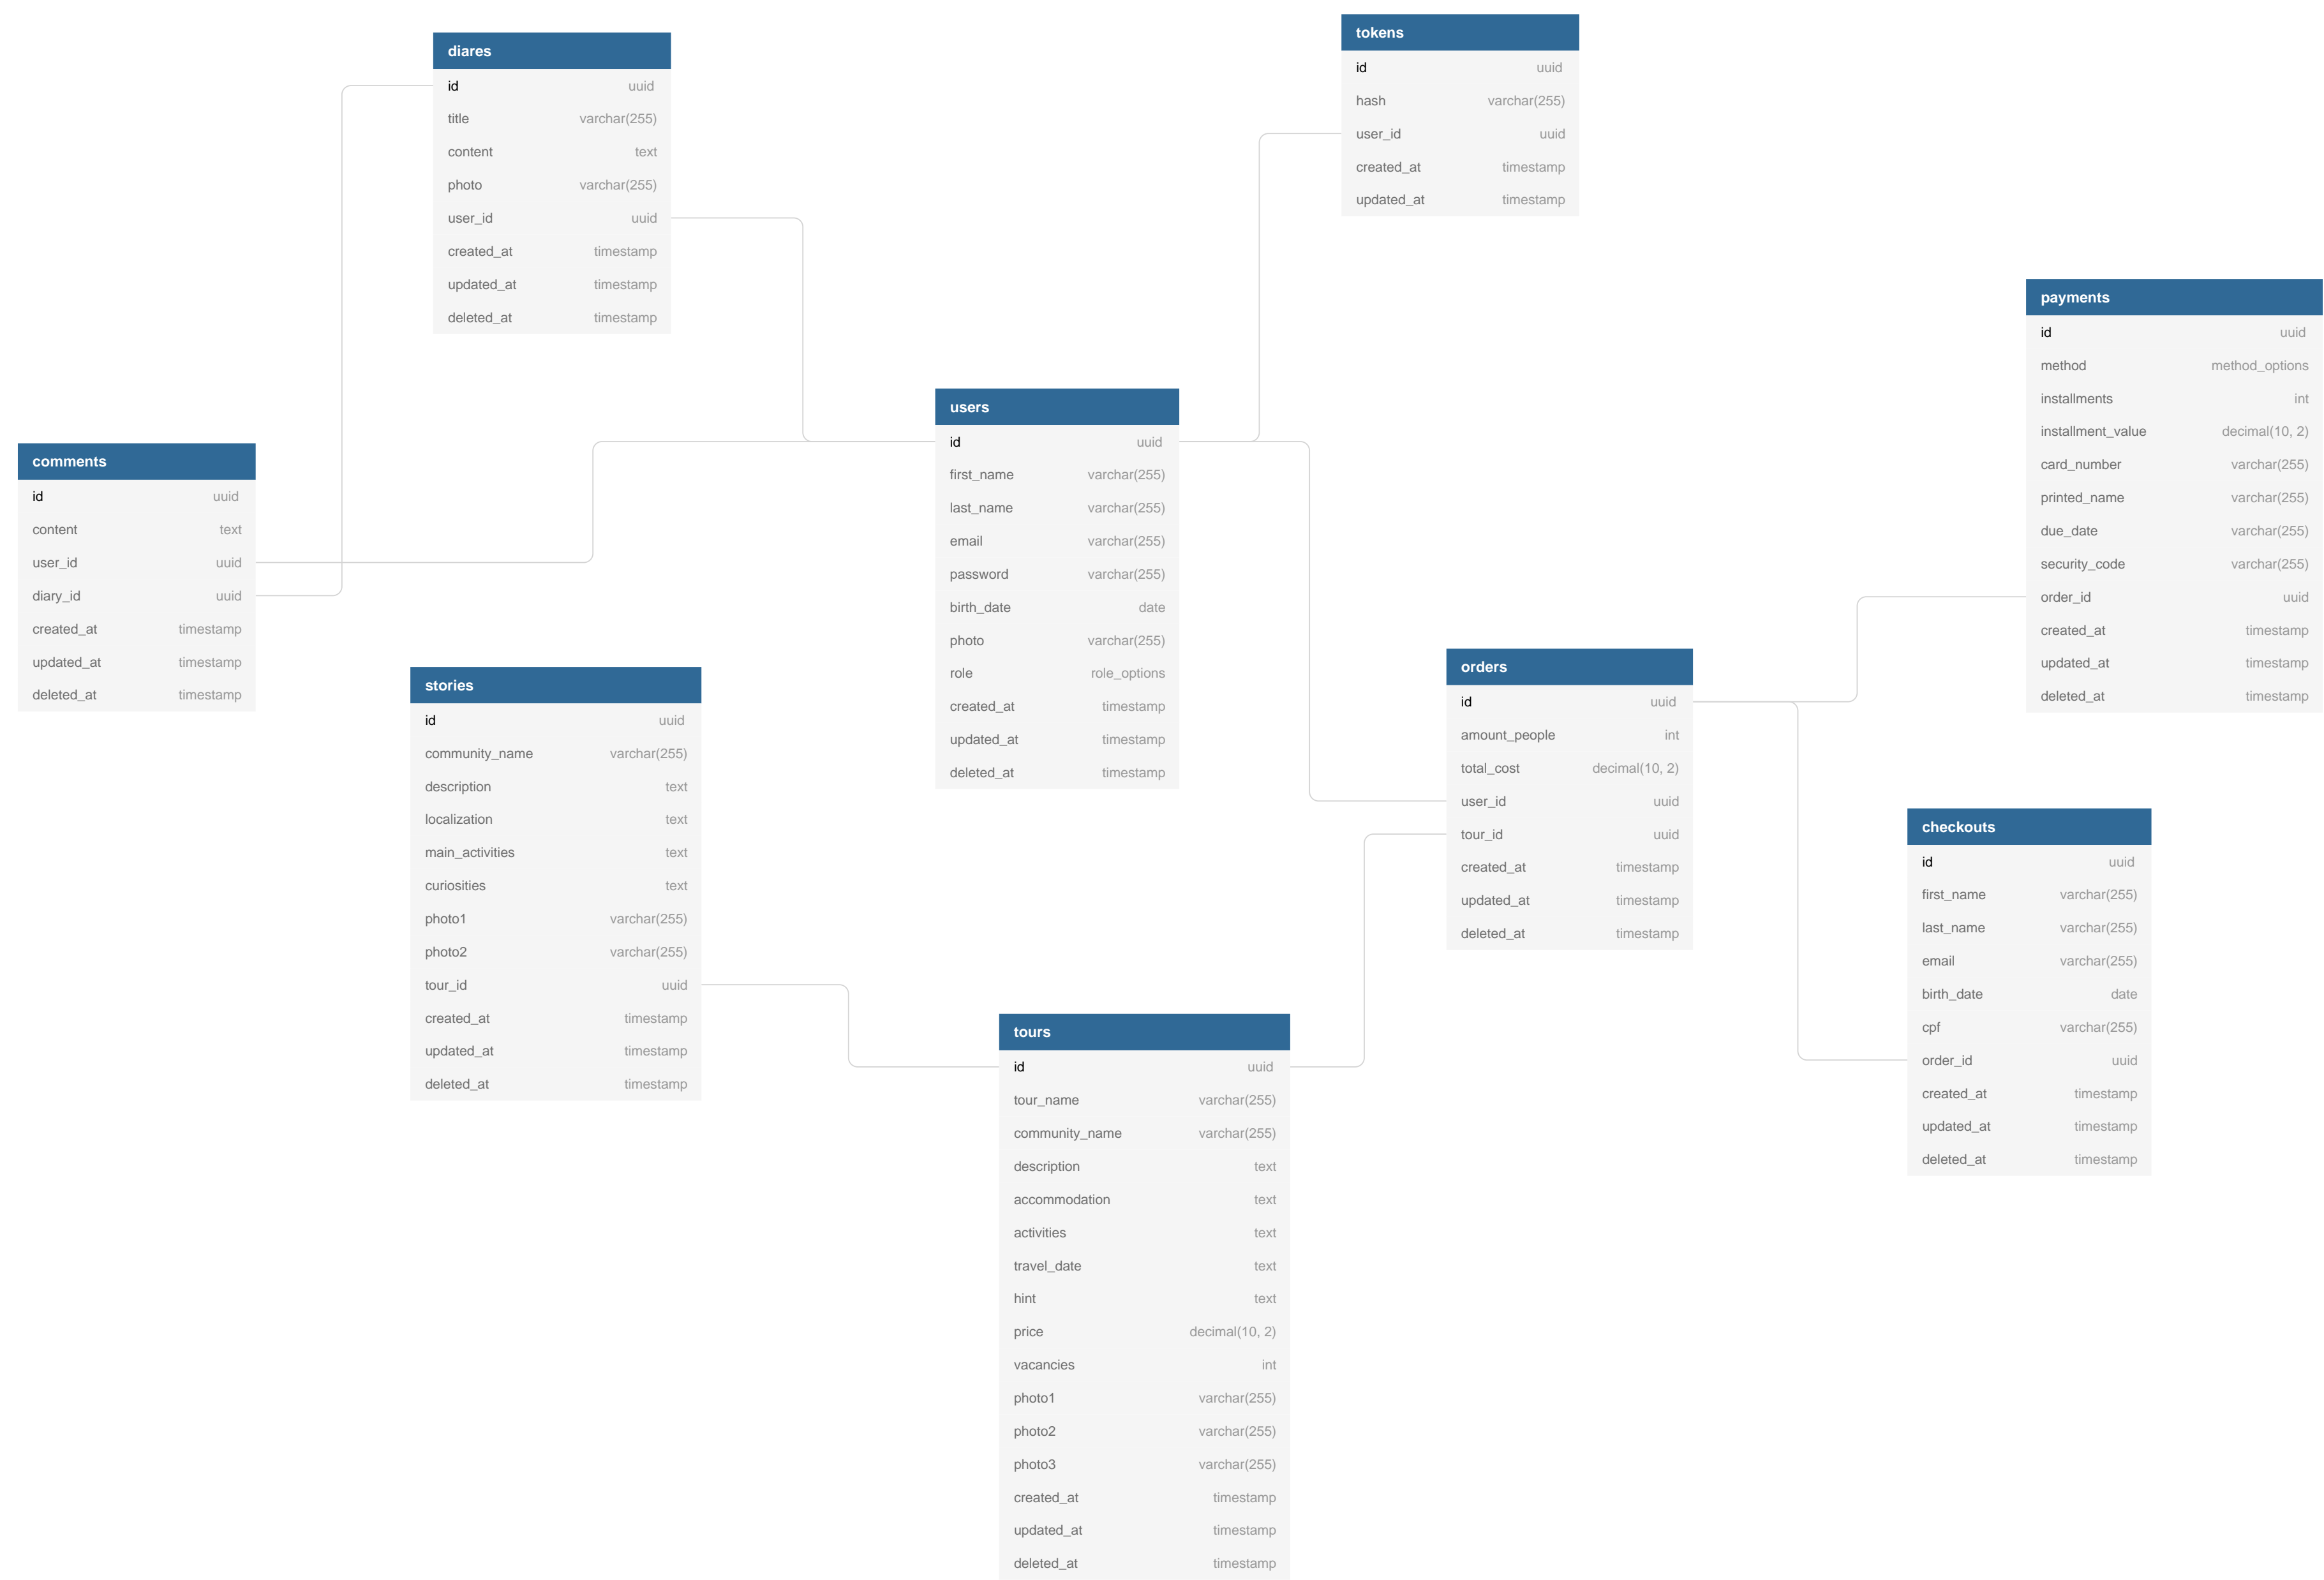 diares
id uuid
title varchar(255)
content text
photo varchar(255)
user_id uuid
created_at timestamp
updated_at timestamp
deleted_at timestamp
tokens
id uuid
hash varchar(255)
user_id uuid
created_at timestamp
updated_at timestamp
payments
id uuid
method method_options
installments int
installment_value decimal(10, 2)
card_number varchar(255)
printed_name varchar(255)
due_date varchar(255)
security_code varchar(255)
order_id uuid
created_at timestamp
updated_at timestamp
deleted_at timestamp
users
id uuid
first_name varchar(255)
last_name varchar(255)
email varchar(255)
password varchar(255)
birth_date date
photo varchar(255)
role role_options
created_at timestamp
updated_at timestamp
deleted_at timestamp
comments
id uuid
content text
user_id uuid
diary_id uuid
created_at timestamp
updated_at timestamp
deleted_at timestamp
stories
id uuid
community_name varchar(255)
description text
localization text
main_activities text
curiosities text
photo1 varchar(255)
photo2 varchar(255)
tour_id uuid
created_at timestamp
updated_at timestamp
deleted_at timestamp
orders
id uuid
amount_people int
total_cost decimal(10, 2)
user_id uuid
tour_id uuid
created_at timestamp
updated_at timestamp
deleted_at timestamp
checkouts
id uuid
first_name varchar(255)
last_name varchar(255)
email varchar(255)
birth_date date
cpf varchar(255)
order_id uuid
created_at timestamp
updated_at timestamp
deleted_at timestamp
tours
id uuid
tour_name varchar(255)
community_name varchar(255)
description text
accommodation text
activities text
travel_date text
hint text
price decimal(10, 2)
vacancies int
photo1 varchar(255)
photo2 varchar(255)
photo3 varchar(255)
created_at timestamp
updated_at timestamp
deleted_at timestamp